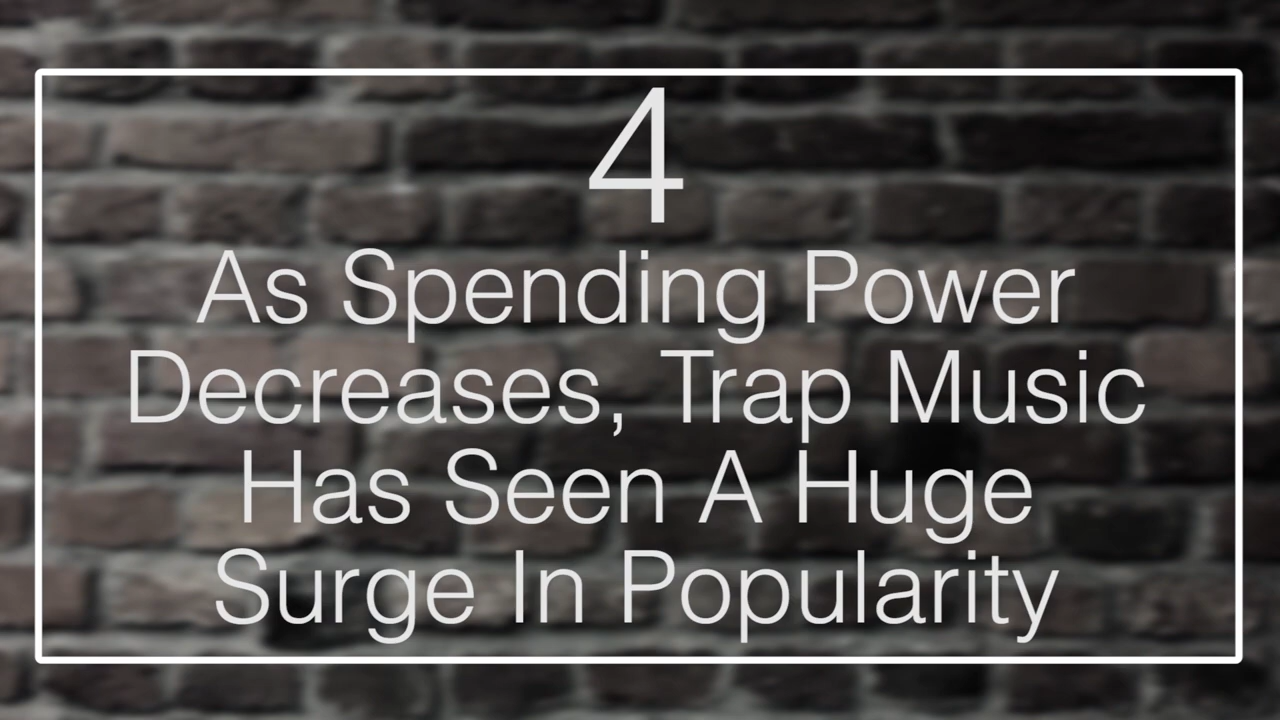 4
As Spending Power
Decreases, Trap Music
Has Seen A Huge
Surge In Popularity